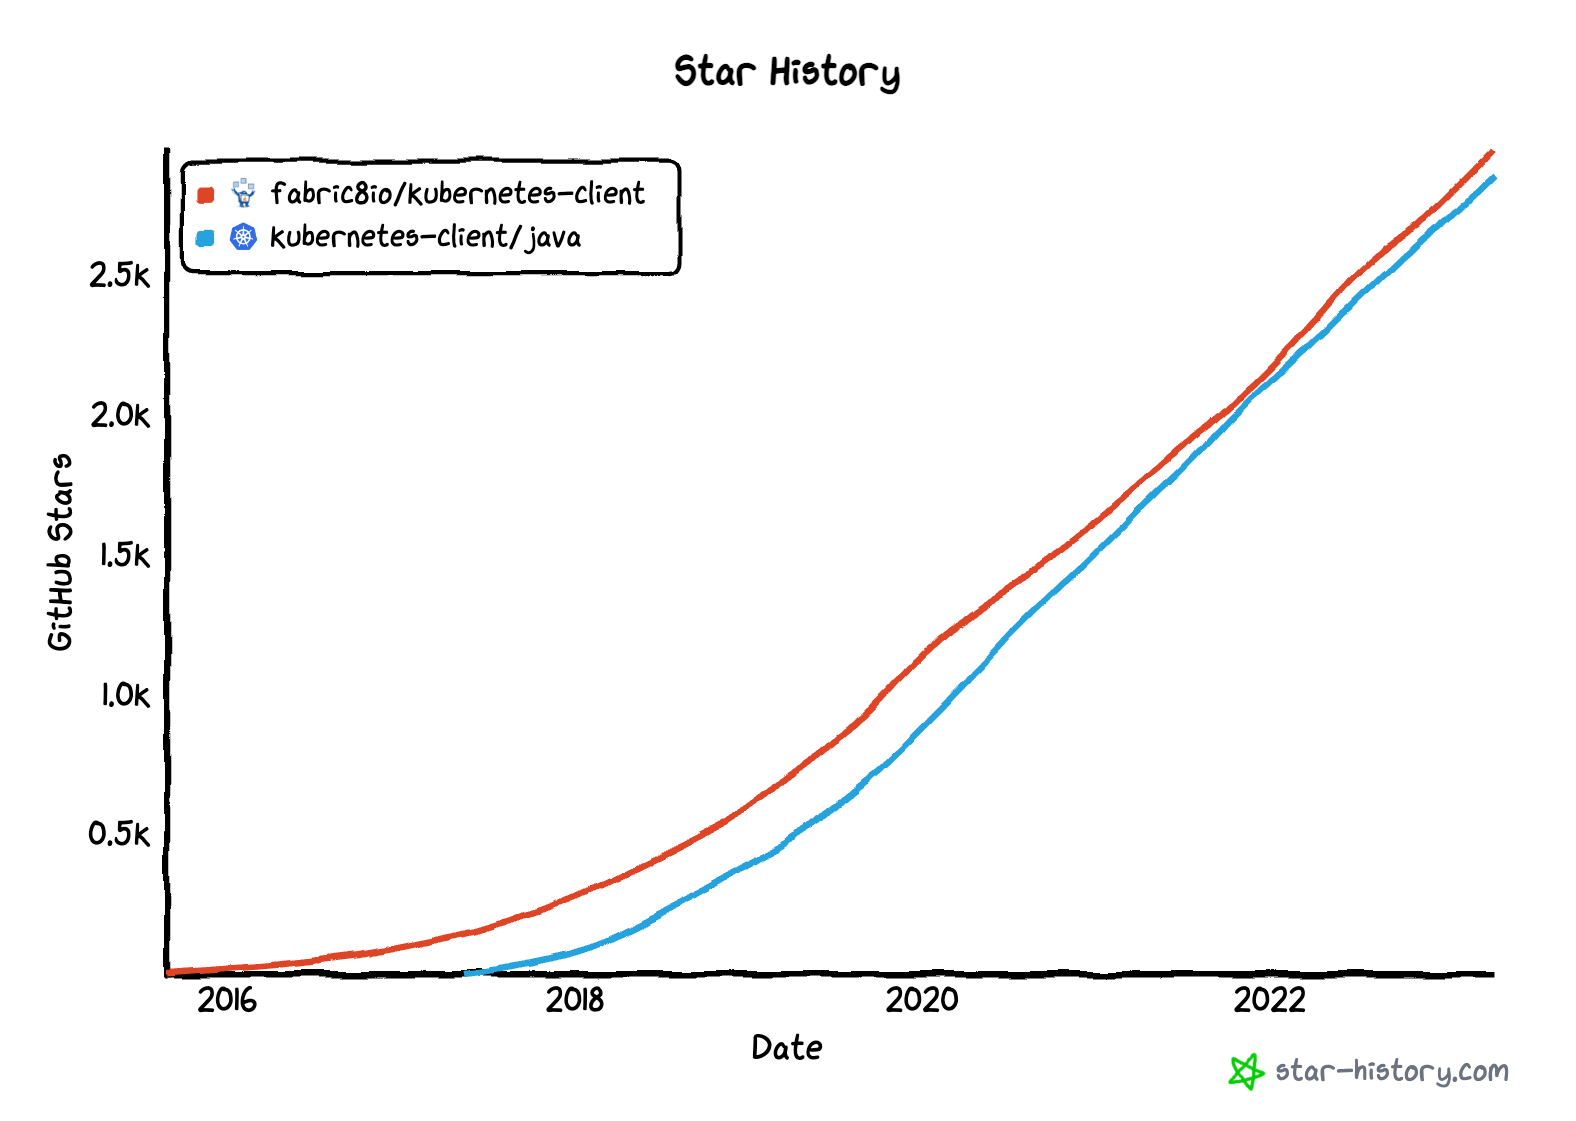 Star History
fabric8io/kubernetes-client
kubernetes-client/java
2.5K
2.0K
1.5K
1.0K
0.5K
GitHub Stars
2016 2018 2020 2022
Date
star-history.com